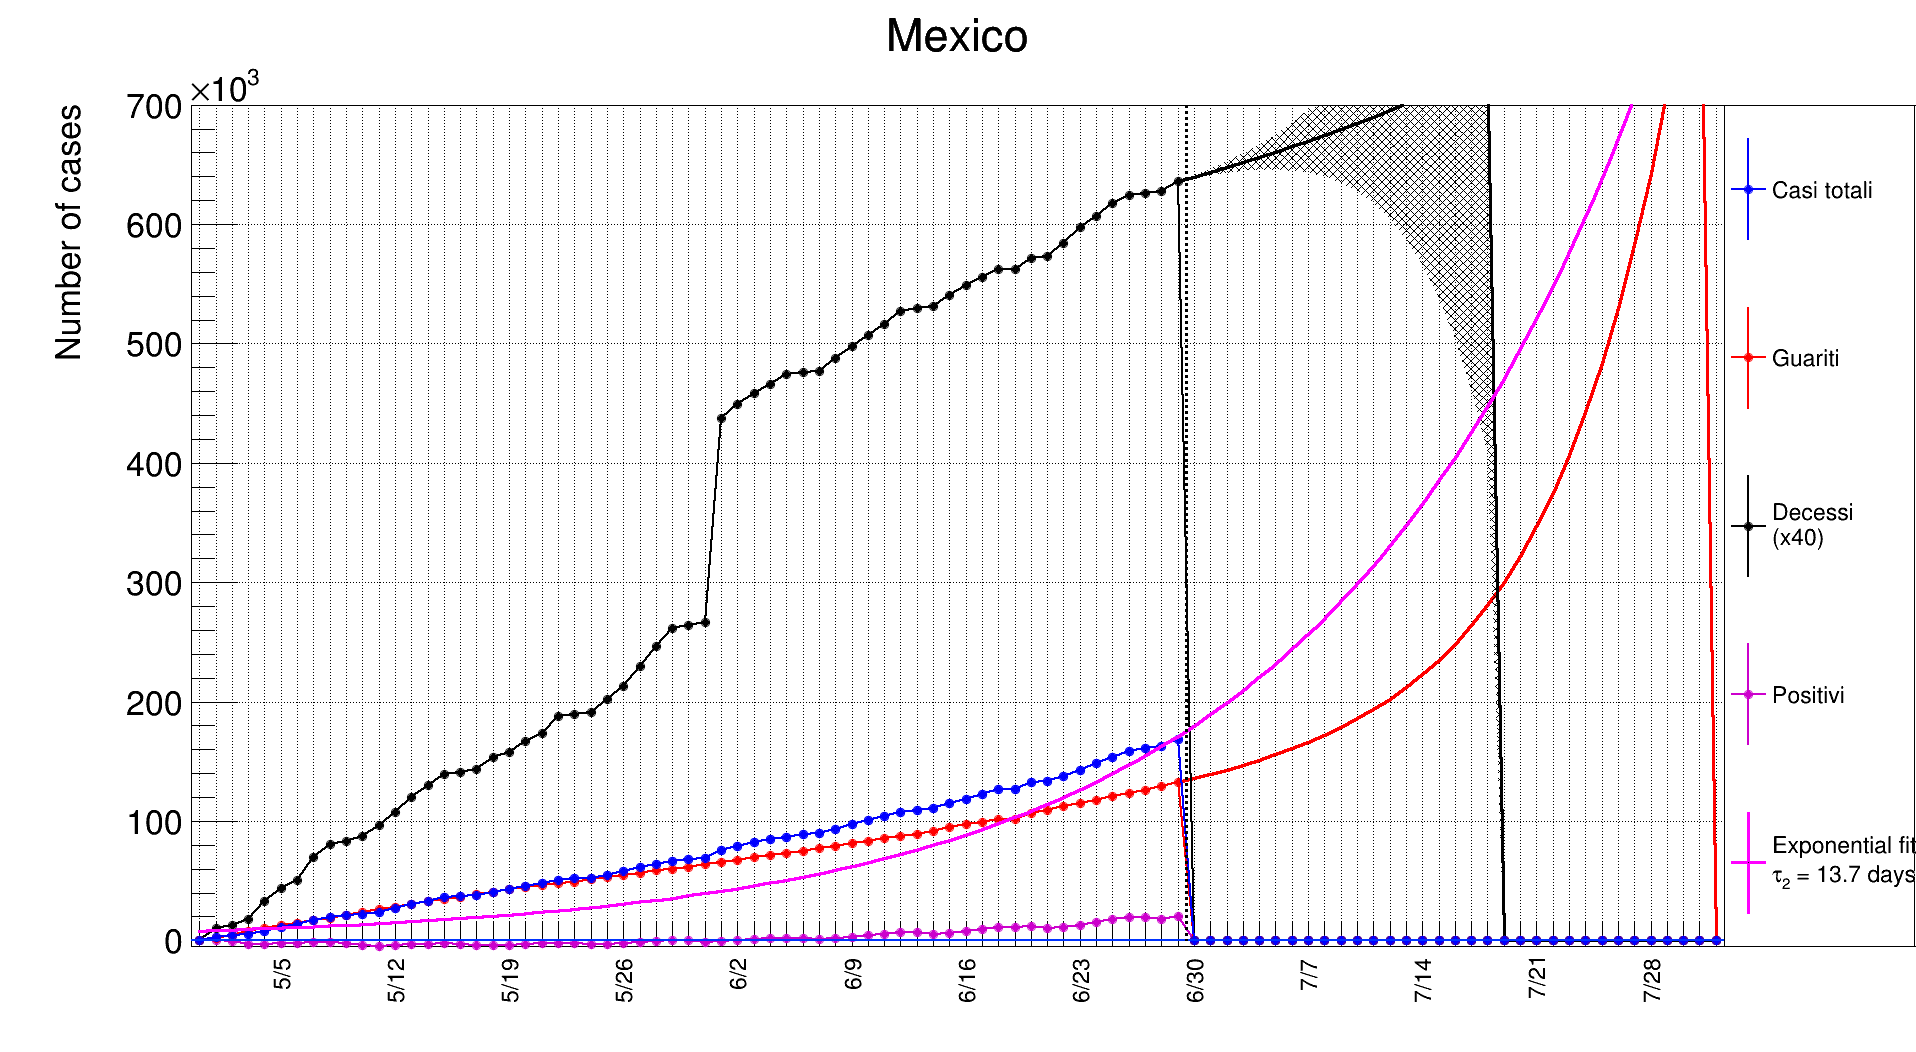 Mexico
×10³
Number of cases
700
600
500
400
300
200
100
0
5/5
5/12
5/19
5/26
6/2
6/9
6/16
6/23
6/30
7/7
7/14
7/21
7/28
Casi totali
Guariti
Decessi
(x40)
Positivi
Exponential fit
τ₂ = 13.7 days